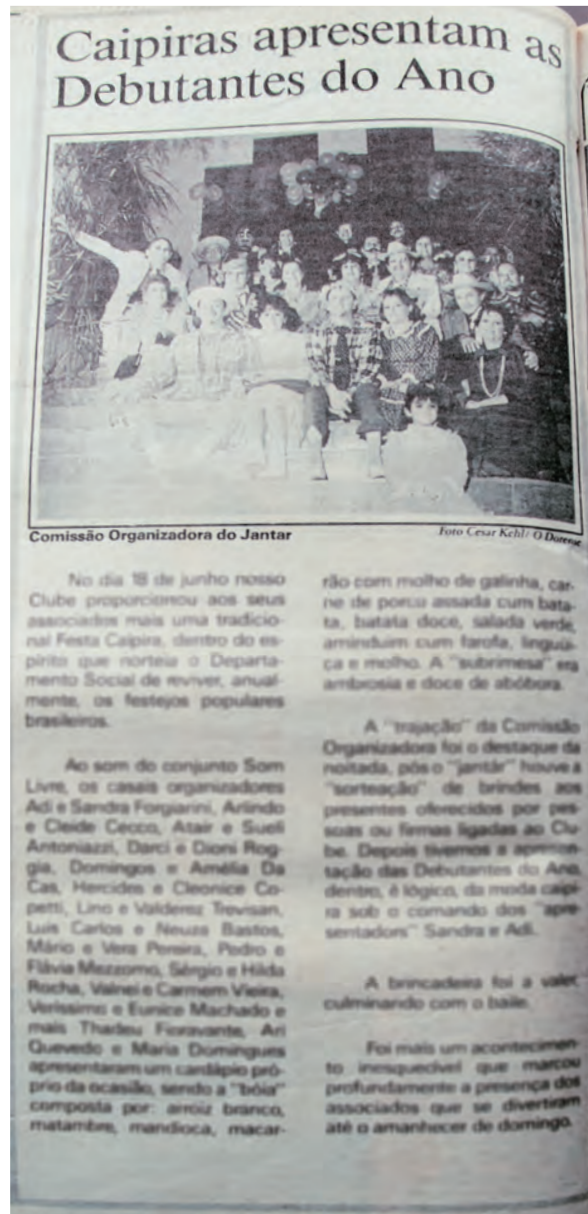 Caipiras apresentam as
Debutantes do Ano
Comissão Organizadora do Jantar
Foto Cesar Kehl / O Dorense
No dia 18 de junho nosso
Clube proporcionou aos seus
associados mais uma tradicio-
nal Festa Caipira, dentro do es-
pírito que norteia o Departa-
mento Social de reviver, anual-
mente, os festejos populares
brasileiros.
Ao som do conjunto Som
Livre, os casais organizadores
Adi e Sandra Forgiarini, Arlindo
e Cleide Cecco, Atair e Sueli
Antoniazzi, Darci e Dioni Rog-
gia, Domingos e Amélia Da
Cas, Hercides e Cleonice Co-
petti, Lino e Valderez Trevisan,
Luis Carlos e Neuza Bastos,
Mário e Vera Pereira, Pedro e
Flávia Mezzomo, Sérgio e Hilda
Rocha, Valnei e Carmem Vieira,
Veríssimo e Eunice Machado e
mais Thadeu Fioravante, Ari
Quevedo e Maria Domingues
apresentaram um cardápio pró-
prio da ocasião, sendo a "bóia"
composta por: arroiz branco,
matambre, mandioca, macar-
rão com molho de galinha, car-
ne de porcu assada cum bata-
ta, batata doce, salada verde,
aminduim cum farofa, lingui-
ça e molho. A "subrimesa" era
ambrosia e doce de abóbora.
A "trajação" da Comissão
Organizadora foi o destaque da
noitada, pós o "jantár" houve a
"sorteação" de brindes aos
presentes oferecidos por pes-
soas ou firmas ligadas ao Clu-
be. Depois tivemos a apresen-
tação das Debutantes do Ano,
dentro, é lógico, da moda caipi-
ra sob o comando dos "apre
sentadors" Sandra e Adi.
A brincadeira foi a valer,
culminando com o baile.
Foi mais um acontecimen-
to inesquecível que marcou
profundamente a presença dos
associados que se divertiram
até o amanhecer de domingo.